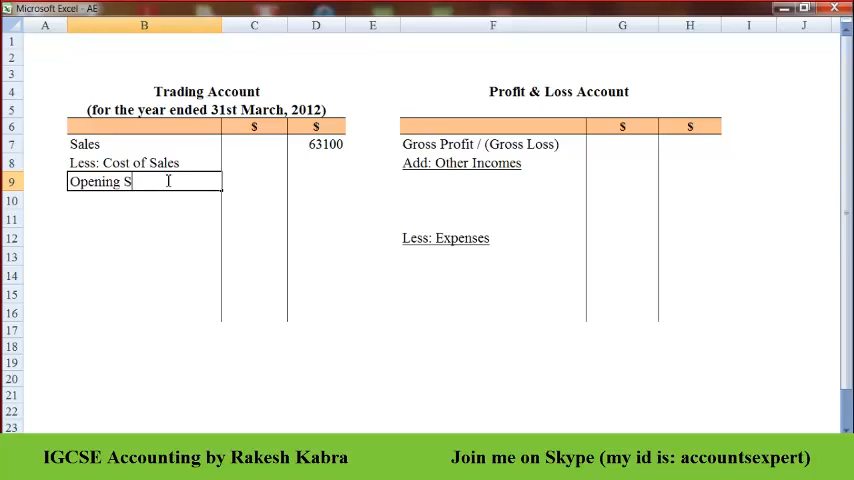 Microsoft Excel - AE
A B C D E F G H I J
1
2
3
4 Trading Account Profit & Loss Account
5 (for the year ended 31st March, 2012)
6 $ $ $ $
7 Sales 63100 Gross Profit / (Gross Loss)
8 Less: Cost of Sales Add: Other Incomes
9 Opening S
10
11
12 Less: Expenses
13
14
15
16
17
18
19
20
21
22
23
IGCSE Accounting by Rakesh Kabra Join me on Skype (my id is: accountsexpert)